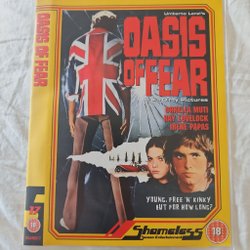 OASIS OF FEAR
18
Umberto Lenzi's
OASIS
OF FEAR
ORNELLA MUTI
RAY LOVELOCK
IRENE PAPAS
YOUNG, FREE 'N' KINKY
BUT FOR HOW LONG?
Shameless
18